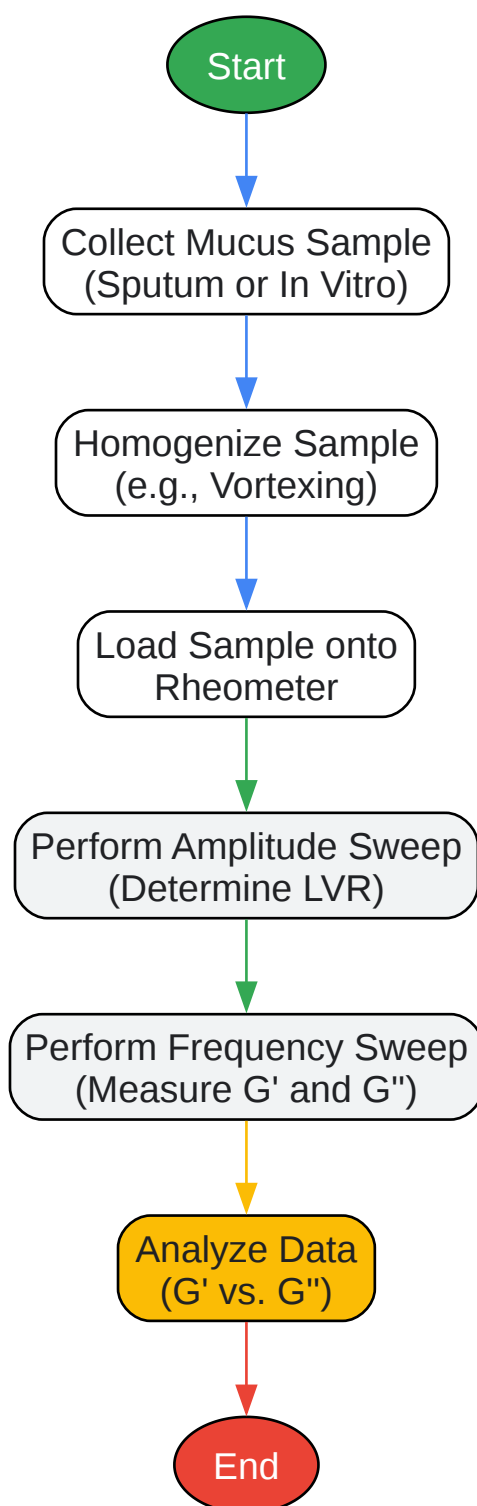 Start
Collect Mucus Sample
(Sputum or In Vitro)
Homogenize Sample
(e.g., Vortexing)
Load Sample onto
Rheometer
Perform Amplitude Sweep
(Determine LVR)
Perform Frequency Sweep
(Measure G' and G")
Analyze Data
(G' vs. G")
End